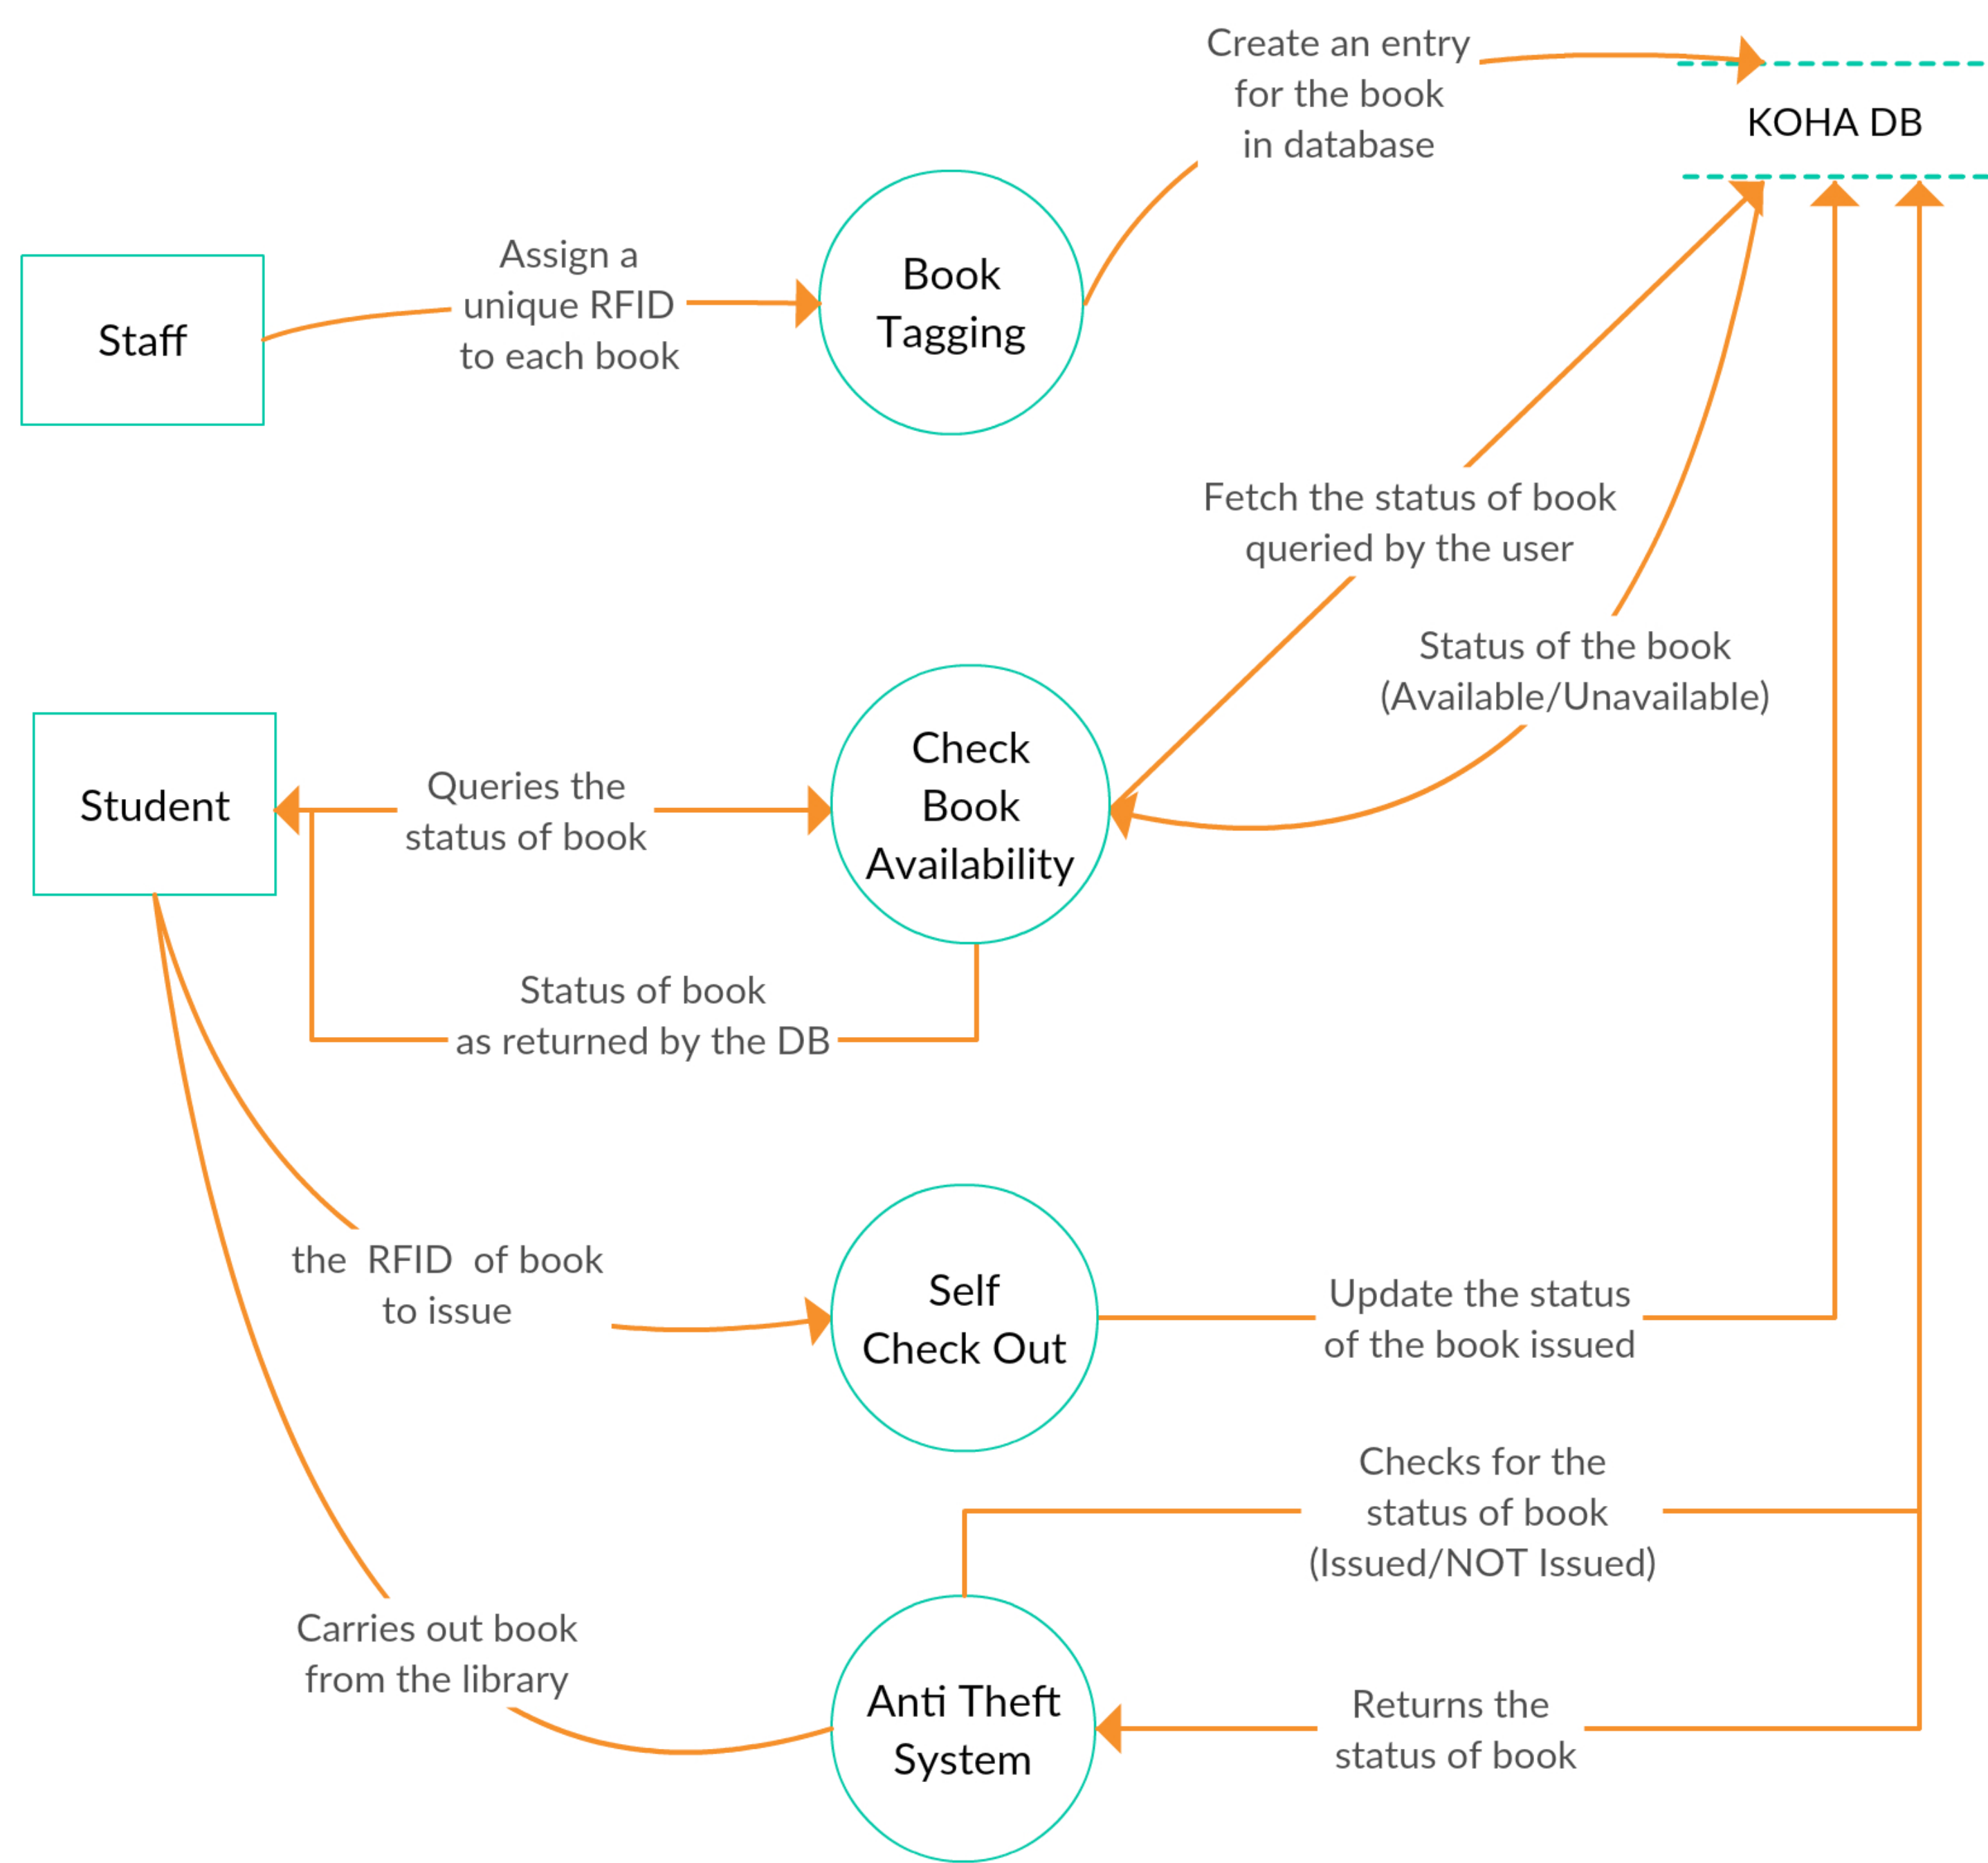 Create an entry
for the book
in database
KOHA DB
Staff
Assign a
unique RFID
to each book
Book
Tagging
Fetch the status of book
queried by the user
Status of the book
(Available/Unavailable)
Student
Queries the
status of book
Check
Book
Availability
Status of book
as returned by the DB
the RFID of book
to issue
Self
Check Out
Update the status
of the book issued
Checks for the
status of book
(Issued/NOT Issued)
Carries out book
from the library
Anti Theft
System
Returns the
status of book